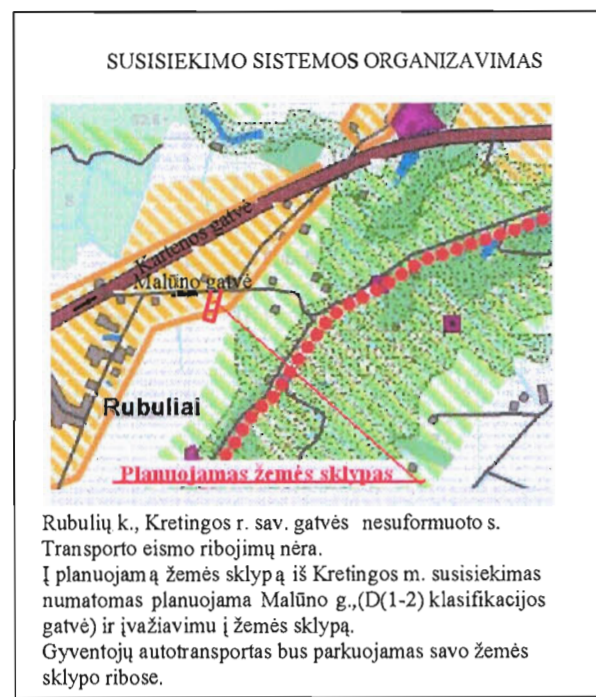 SUSISIEKIMO SISTEMOS ORGANIZAVIMAS
Kartenos gatvė
Malūno gatvė
Rubuliai
Planuojamas žemės sklypas
Rubulių k., Kretingos r. sav. gatvės nesuformuoto s.
Transporto eismo ribojimų nėra.
Į planuojamą žemės sklypą iš Kretingos m. susisiekimas
numatomas planuojama Malūno g.,(D(1-2) klasifikacijos
gatvė) ir įvažiavimu į žemės sklypą.
Gyventojų autotransportas bus parkuojamas savo žemės
sklypo ribose.